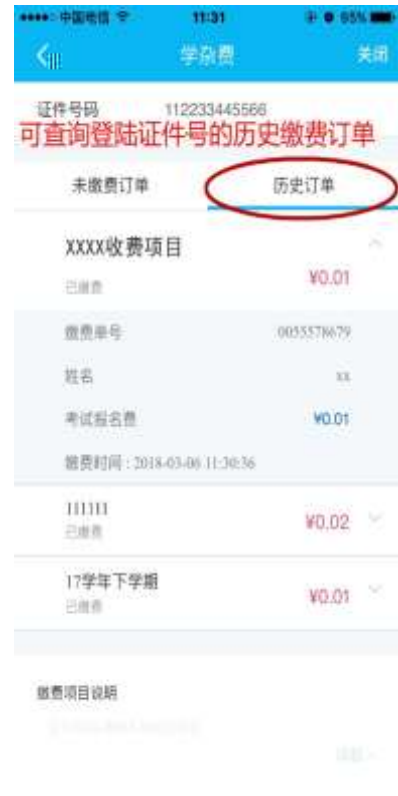 中国电信 11:31 95%
学杂费 关闭
证件号码 112233445566
可查询登陆证件号的历史缴费订单
未缴费订单 历史订单
XXXX收费项目
已缴费 ¥0.01
缴费单号 0055578679
姓名 xx
考试报名费 ¥0.01
缴费时间：2018-03-06 11:30:36
111111
已缴费 ¥0.02
17学年下学期
已缴费 ¥0.01
缴费项目说明